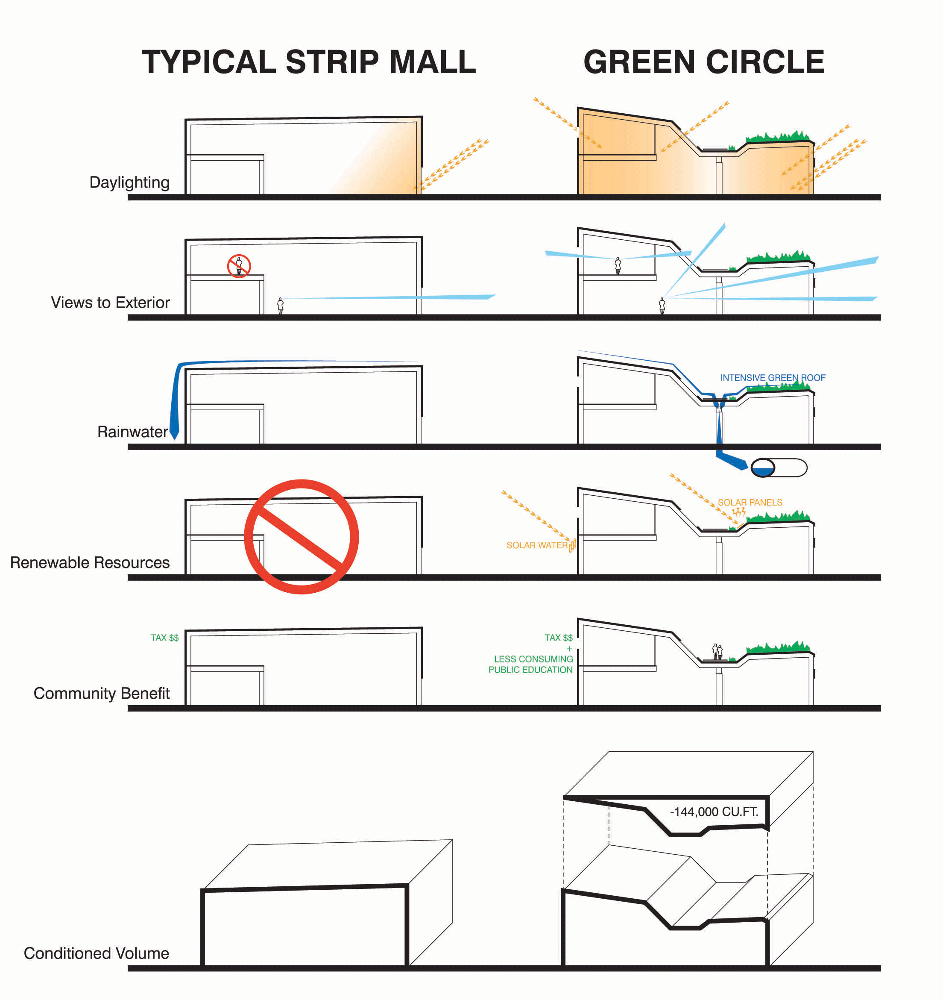 TYPICAL STRIP MALL
GREEN CIRCLE
Daylighting
Views to Exterior
INTENSIVE GREEN ROOF
Rainwater
SOLAR PANELS
SOLAR WATER
Renewable Resources
TAX $$
TAX $$
+
LESS CONSUMING
PUBLIC EDUCATION
Community Benefit
-144,000 CU.FT.
Conditioned Volume